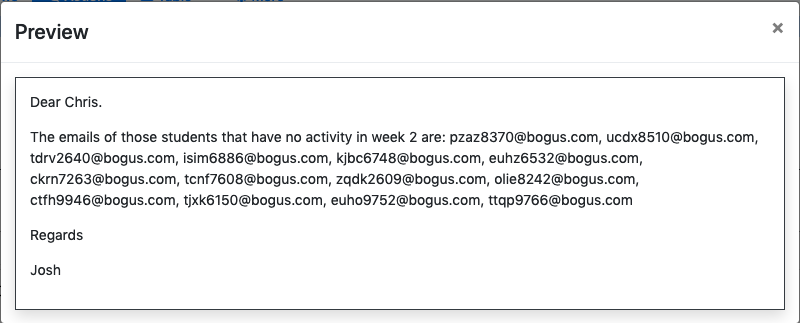 Preview
×
Dear Chris.
The emails of those students that have no activity in week 2 are: pzaz8370@bogus.com, ucdx8510@bogus.com,
tdrv2640@bogus.com, isim6886@bogus.com, kjbc6748@bogus.com, euhz6532@bogus.com,
ckrn7263@bogus.com, tcnf7608@bogus.com, zqdk2609@bogus.com, olie8242@bogus.com,
ctfh9946@bogus.com, tjxk6150@bogus.com, euho9752@bogus.com, ttqp9766@bogus.com
Regards
Josh